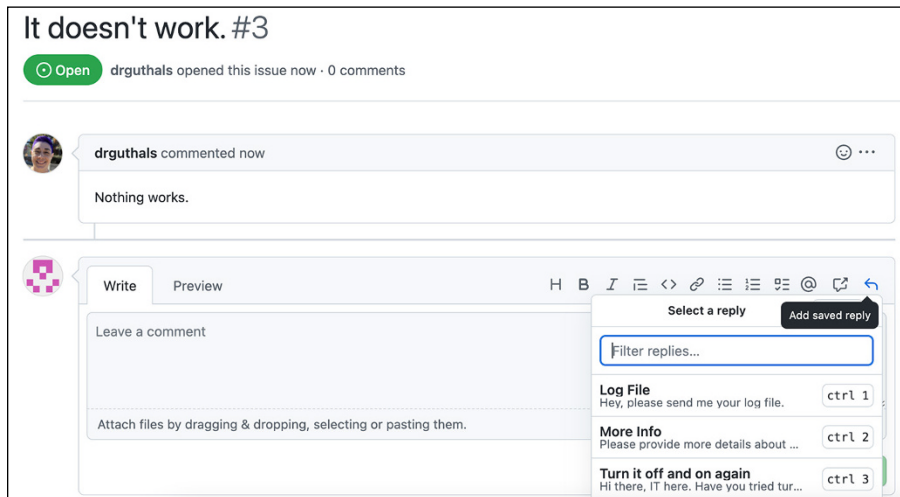 It doesn't work. #3
Open drguthals opened this issue now · 0 comments
drguthals commented now
Nothing works.
Write Preview H B I
Select a reply
Add saved reply
Leave a comment
Filter replies...
Log File
Hey, please send me your log file. ctrl 1
More Info
Please provide more details about ... ctrl 2
Attach files by dragging & dropping, selecting or pasting them.
Turn it off and on again
Hi there, IT here. Have you tried tur... ctrl 3